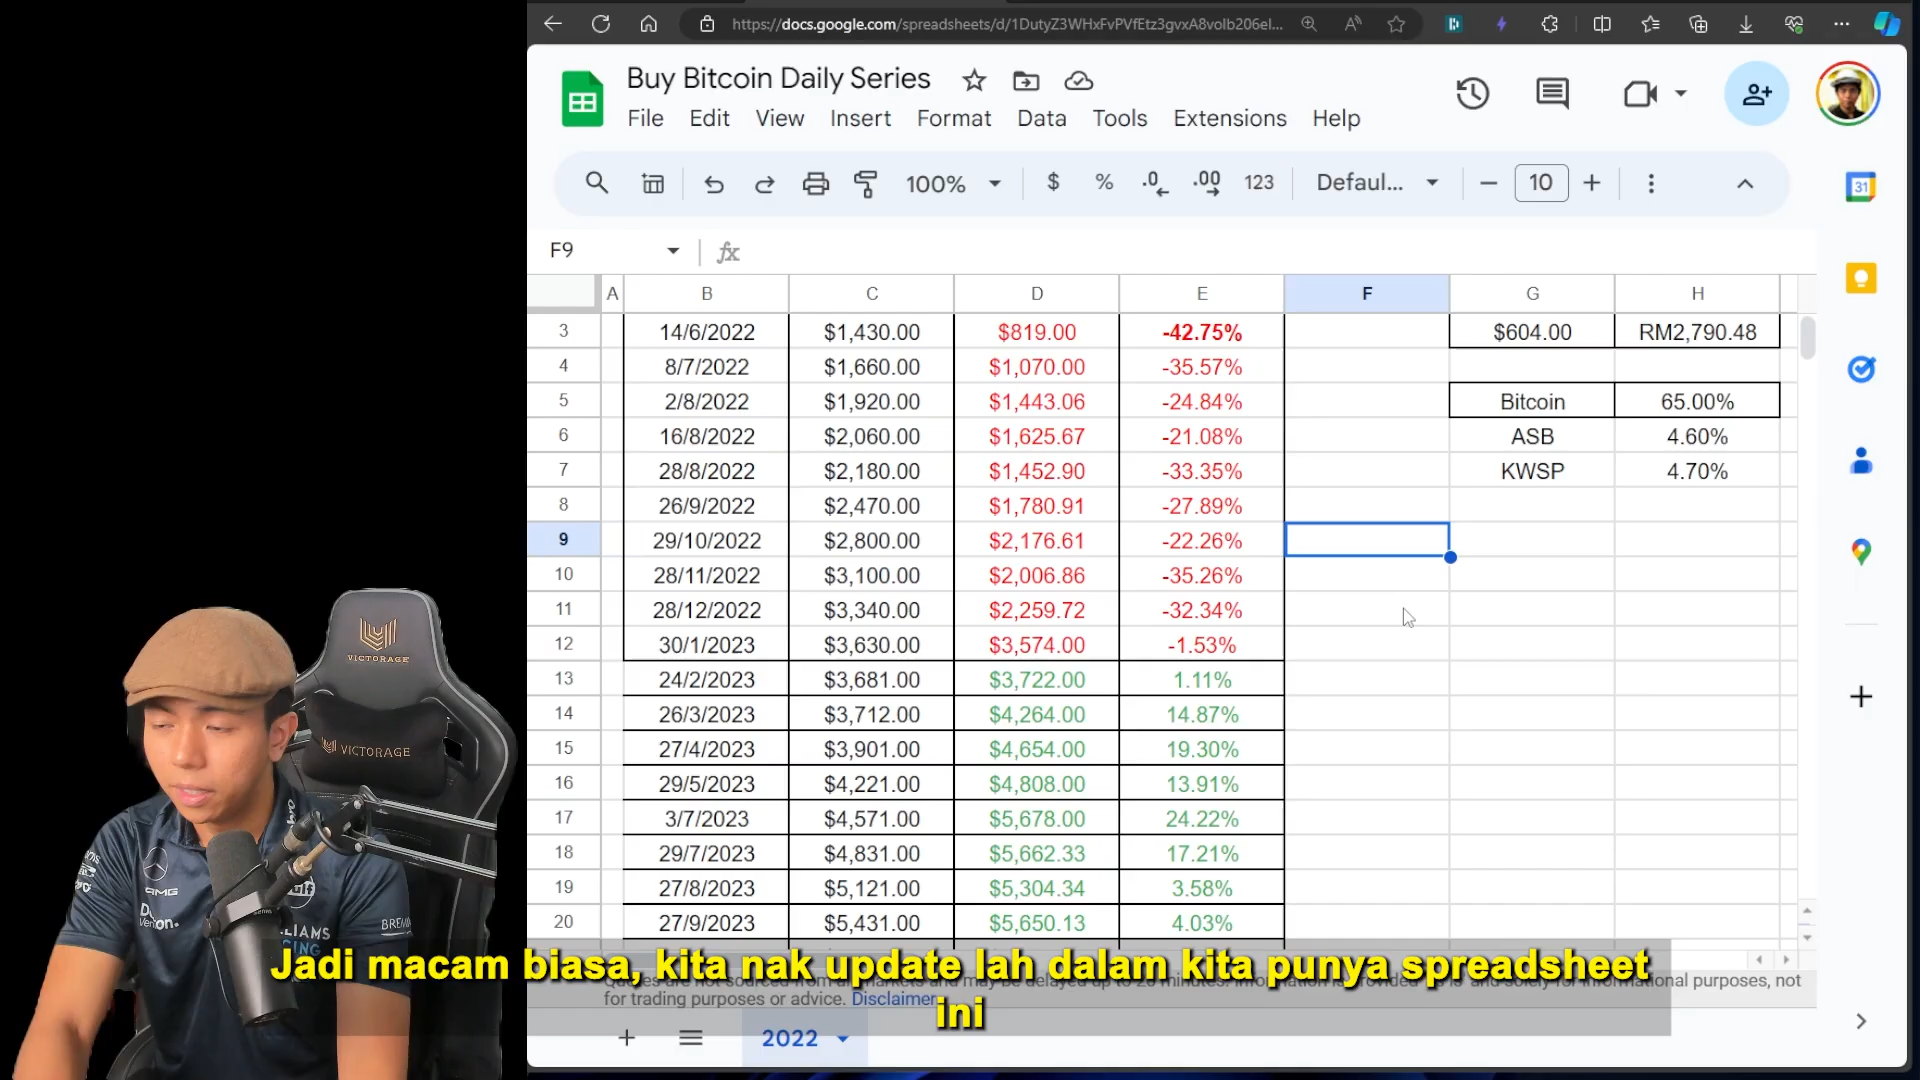 https://docs.google.com/spreadsheets/d/1DutyZ3WHxFvPVfEtz3gvxA8volb206el...
Buy Bitcoin Daily Series
File Edit View Insert Format Data Tools Extensions Help
100% $ % .0 .00 123 Defaul... 10
31
F9 fx
A B C D E F G H
3 14/6/2022 $1,430.00 $819.00 -42.75% $604.00 RM2,790.48
4 8/7/2022 $1,660.00 $1,070.00 -35.57%
5 2/8/2022 $1,920.00 $1,443.06 -24.84% Bitcoin 65.00%
6 16/8/2022 $2,060.00 $1,625.67 -21.08% ASB 4.60%
7 28/8/2022 $2,180.00 $1,452.90 -33.35% KWSP 4.70%
8 26/9/2022 $2,470.00 $1,780.91 -27.89%
9 29/10/2022 $2,800.00 $2,176.61 -22.26%
10 28/11/2022 $3,100.00 $2,006.86 -35.26%
11 28/12/2022 $3,340.00 $2,259.72 -32.34%
12 30/1/2023 $3,630.00 $3,574.00 -1.53%
13 24/2/2023 $3,681.00 $3,722.00 1.11%
14 26/3/2023 $3,712.00 $4,264.00 14.87%
15 27/4/2023 $3,901.00 $4,654.00 19.30%
16 29/5/2023 $4,221.00 $4,808.00 13.91%
17 3/7/2023 $4,571.00 $5,678.00 24.22%
18 29/7/2023 $4,831.00 $5,662.33 17.21%
19 27/8/2023 $5,121.00 $5,304.34 3.58%
20 27/9/2023 $5,431.00 $5,650.13 4.03%
VICTORAGE
VICTORAGE
AMG
Jadi macam biasa, kita nak update lah dalam kita punya spreadsheet
ini
purposes, not
for trading purposes or advice. Disclaimer
2022